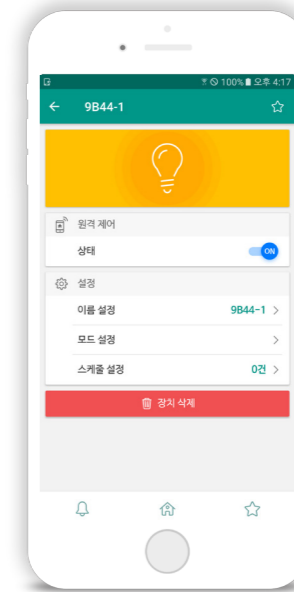 100% 오후 4:17
9B44-1
원격 제어
상태 ON
설정
이름 설정 9B44-1 >
모드 설정 >
스케줄 설정 0건 >
장치 삭제